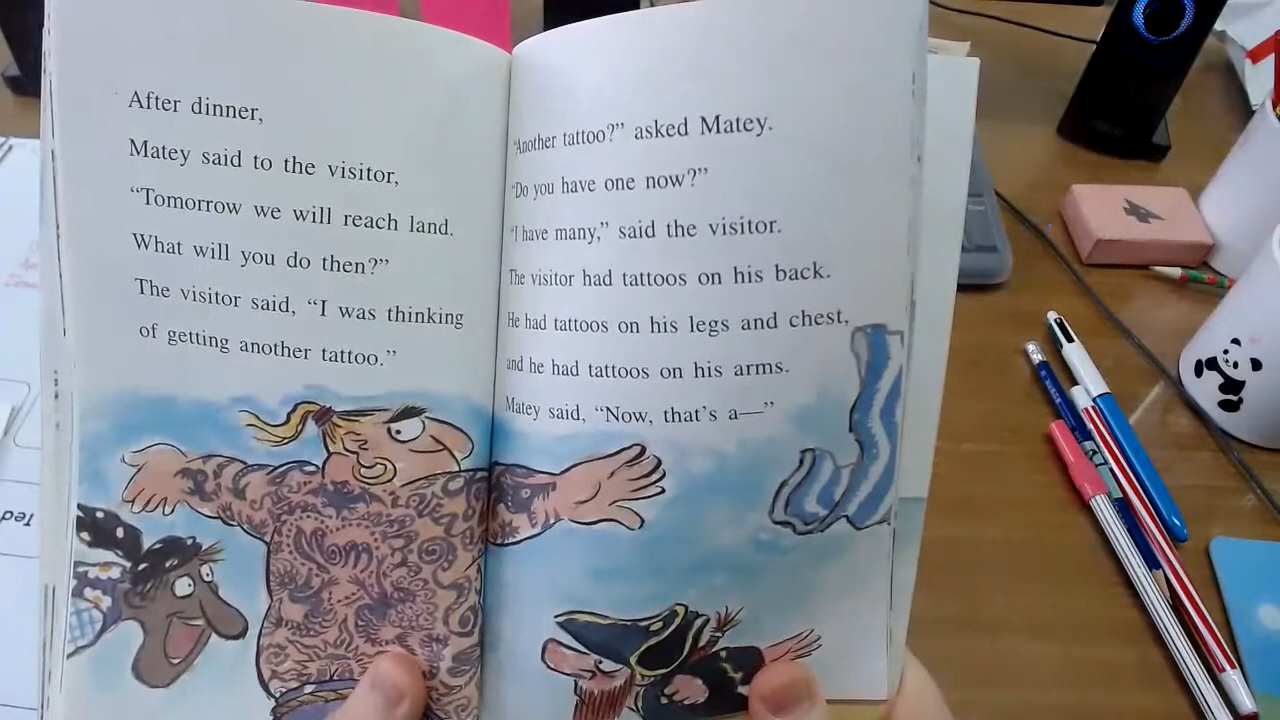 After dinner,
Matey said to the visitor,
“Tomorrow we will reach land.
What will you do then?”
The visitor said, “I was thinking
of getting another tattoo.”
“Another tattoo?” asked Matey.
“Do you have one now?”
“I have many,” said the visitor.
The visitor had tattoos on his back.
He had tattoos on his legs and chest,
and he had tattoos on his arms.
Matey said, “Now, that’s a—”
Ted